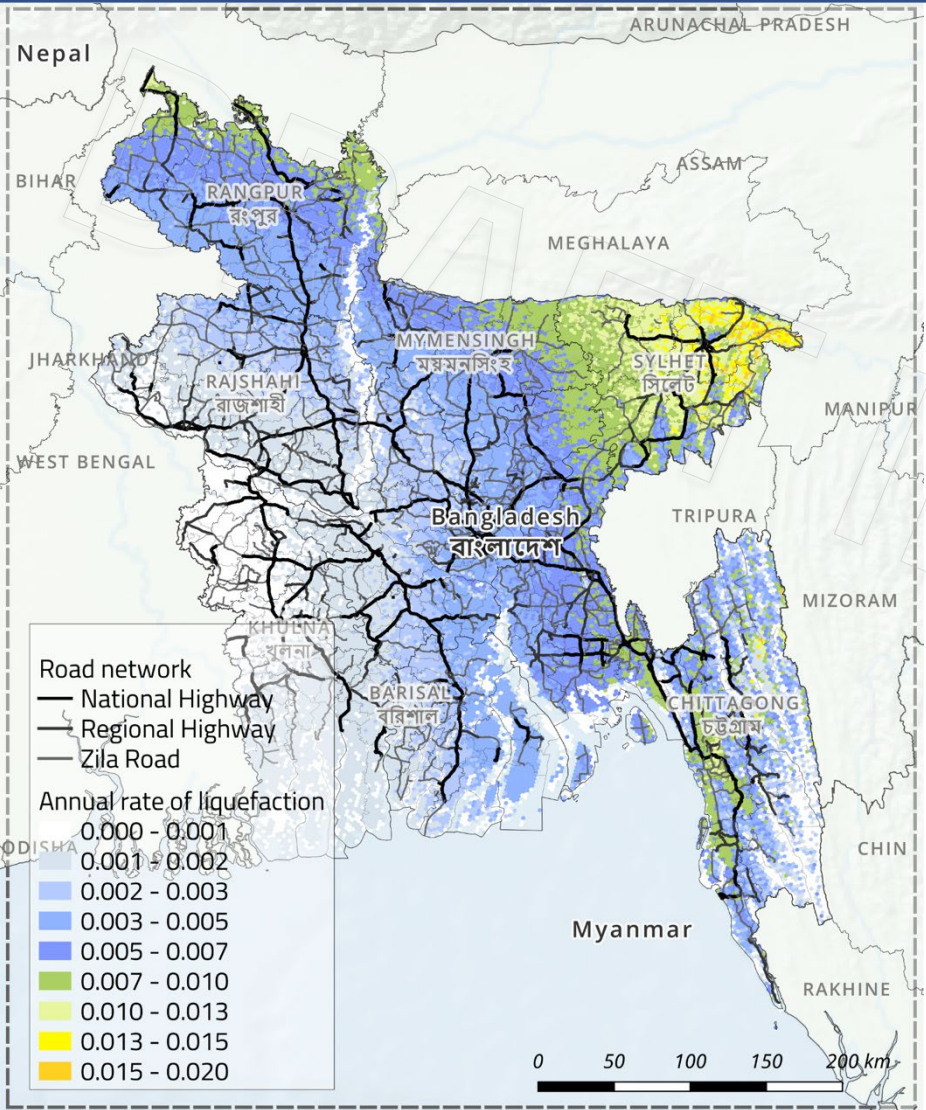 ARUNACHAL PRADESH
Nepal
ASSAM
BIHAR
RANGPUR
রংপুর
MEGHALAYA
MYMENSINGH
ময়মনসিংহ
JHARKHAND
SYLHET
সিলেট
RAJSHAHI
রাজশাহী
MANIPUR
WEST BENGAL
Bangladesh
বাংলাদেশ
TRIPURA
MIZORAM
KHULNA
খুলনা
Road network
National Highway
Regional Highway
Zila Road
BARISAL
বরিশাল
CHITTAGONG
চট্টগ্রাম
Annual rate of liquefaction
0.000 - 0.001
0.001 - 0.002
0.002 - 0.003
0.003 - 0.005
0.005 - 0.007
0.007 - 0.010
0.010 - 0.013
0.013 - 0.015
0.015 - 0.020
ODISHA
CHIN
Myanmar
RAKHINE
0 50 100 150 200 km